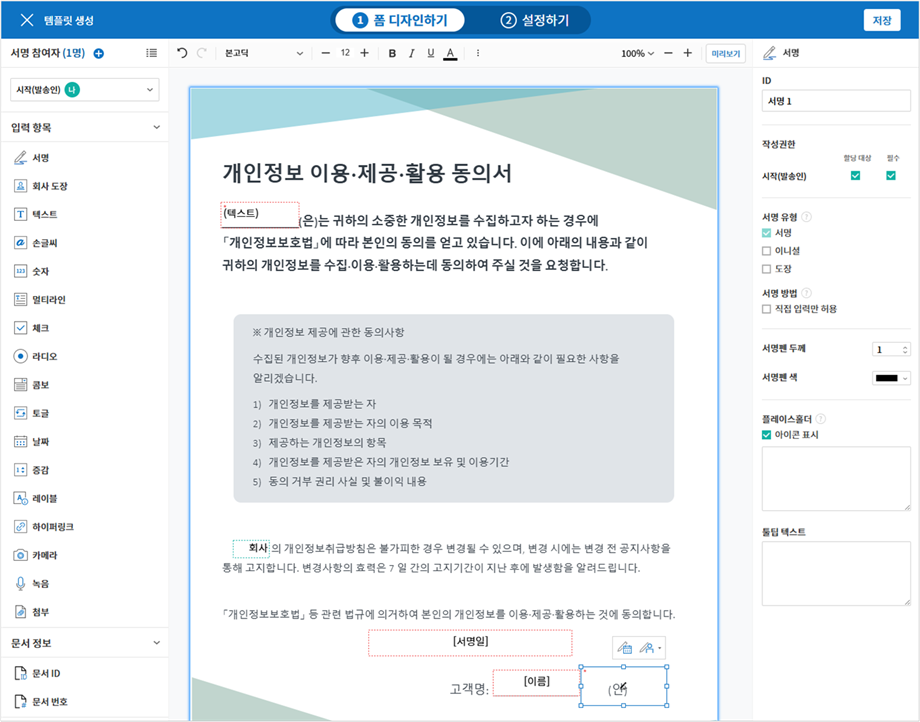 템플릿 생성
1 폼 디자인하기
2 설정하기
저장
서명 참여자 (1명)
본고딕
12
B I U A
100%
미리보기
시작(발송인) 나
입력 항목
서명
회사 도장
텍스트
손글씨
숫자
멀티라인
체크
라디오
콤보
토글
날짜
증감
레이블
하이퍼링크
카메라
녹음
첨부
문서 정보
문서 ID
문서 번호
개인정보 이용·제공·활용 동의서
(텍스트) (은)는 귀하의 소중한 개인정보를 수집하고자 하는 경우에
「개인정보보호법」에 따라 본인의 동의를 얻고 있습니다. 이에 아래의 내용과 같이
귀하의 개인정보를 수집·이용·활용하는데 동의하여 주실 것을 요청합니다.
※ 개인정보 제공에 관한 동의사항
수집된 개인정보가 향후 이용·제공·활용이 될 경우에는 아래와 같이 필요한 사항을
알리겠습니다.
1) 개인정보를 제공받는 자
2) 개인정보를 제공받는 자의 이용 목적
3) 제공하는 개인정보의 항목
4) 개인정보를 제공받은 자의 개인정보 보유 및 이용기간
5) 동의 거부 권리 사실 및 불이익 내용
회사 의 개인정보취급방침은 불가피한 경우 변경될 수 있으며, 변경 시에는 변경 전 공지사항을
통해 고지합니다. 변경사항의 효력은 7 일 간의 고지기간이 지난 후에 발생함을 알려드립니다.
「개인정보보호법」 등 관련 법규에 의거하여 본인의 개인정보를 이용·제공·활용하는 것에 동의합니다.
[서명일]
고객명: [이름] (인)
서명
ID
서명 1
작성권한
할당 대상 필수
시작(발송인)
서명 유형 ?
서명
이니셜
도장
서명 방법 ?
직접 입력만 허용
서명펜 두께 1
서명펜 색
플레이스홀더 ?
아이콘 표시
툴팁 텍스트